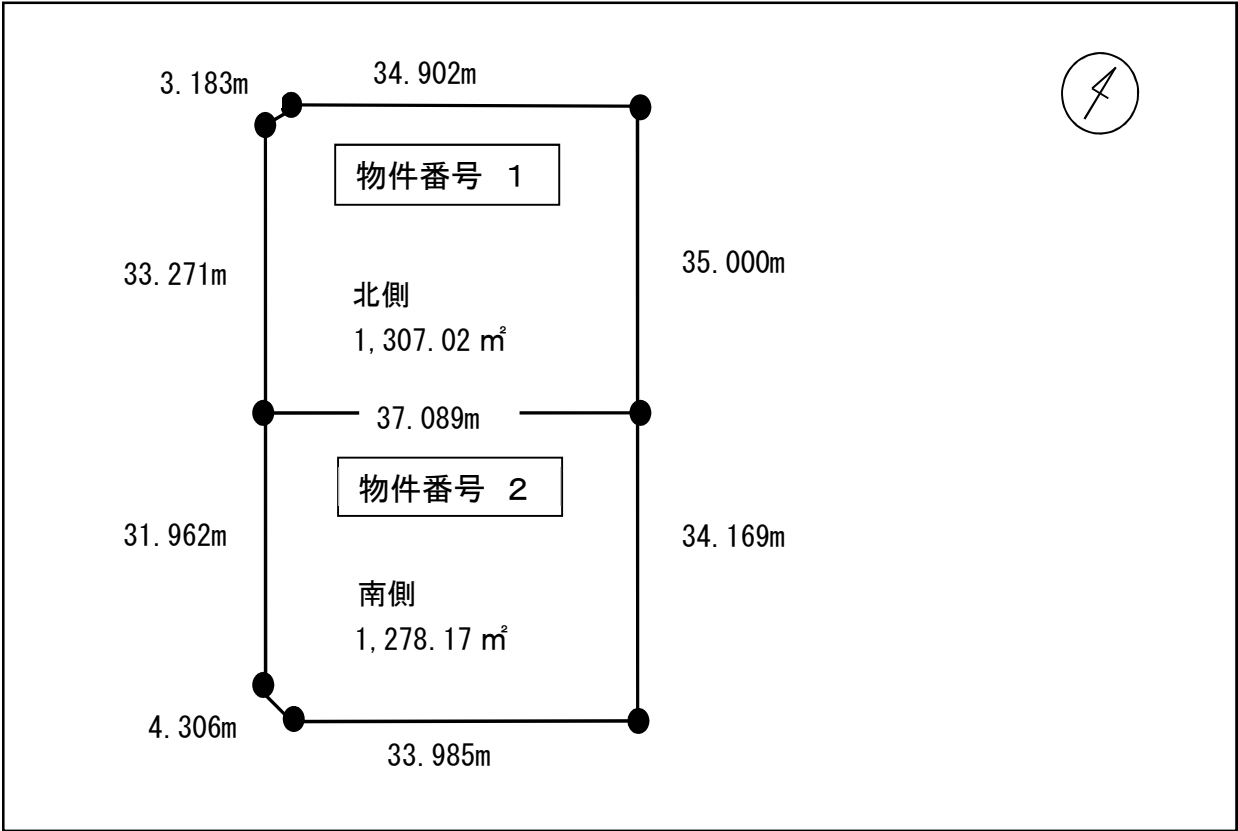 3.183m
34.902m
物件番号 1
33.271m
35.000m
北側
1,307.02 ㎡
37.089m
物件番号 2
31.962m
34.169m
南側
1,278.17 ㎡
4.306m
33.985m